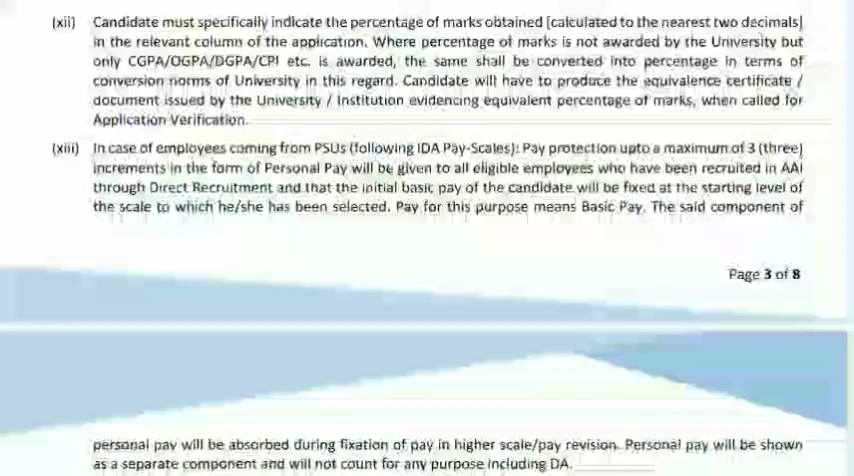 (xii) Candidate must specifically indicate the percentage of marks obtained [calculated to the nearest two decimals]
in the relevant column of the application. Where percentage of marks is not awarded by the University but
only CGPA/OGPA/DGPA/CPI etc. is awarded, the same shall be converted into percentage in terms of
conversion norms of University in this regard. Candidate will have to produce the equivalence certificate /
document issued by the University / Institution evidencing equivalent percentage of marks, when called for
Application Verification.
(xiii) In case of employees coming from PSUs (following IDA Pay-Scales): Pay protection upto a maximum of 3 (three)
increments in the form of Personal Pay will be given to all eligible employees who have been recruited in AAI
through Direct Recruitment and that the initial basic pay of the candidate will be fixed at the starting level of
the scale to which he/she has been selected. Pay for this purpose means Basic Pay. The said component of
Page 3 of 8
personal pay will be absorbed during fixation of pay in higher scale/pay revision. Personal pay will be shown
as a separate component and will not count for any purpose including DA.